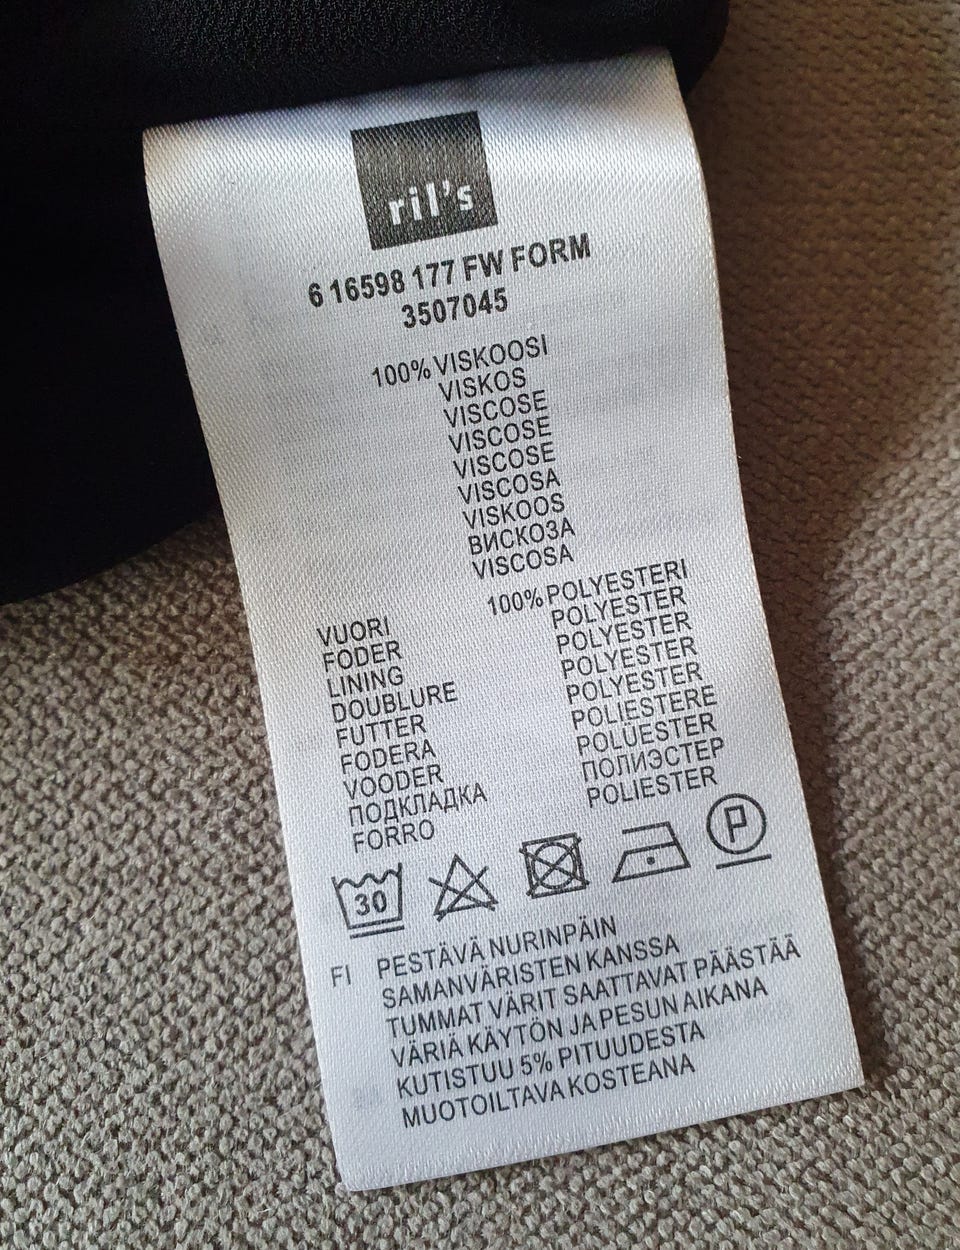 ril's
6 16598 177 FW FORM
3507045
100% VISKOOSI
VISKOS
VISCOSE
VISCOSE
VISCOSE
VISCOSA
VISKOOS
ВИСКОЗА
VISCOSA
VUORI 100% POLYESTERI
FODER POLYESTER
LINING POLYESTER
DOUBLURE POLYESTER
FUTTER POLYESTER
FODERA POLIESTERE
VOODER POLÜESTER
ПОДКЛАДКА ПОЛИЭСТЕР
FORRO POLIESTER
30 P
FI PESTÄVÄ NURINPÄIN
SAMANVÄRISTEN KANSSA
TUMMAT VÄRIT SAATTAVAT PÄÄSTÄÄ
VÄRIÄ KÄYTÖN JA PESUN AIKANA
KUTISTUU 5% PITUUDESTA
MUOTOILTAVA KOSTEANA